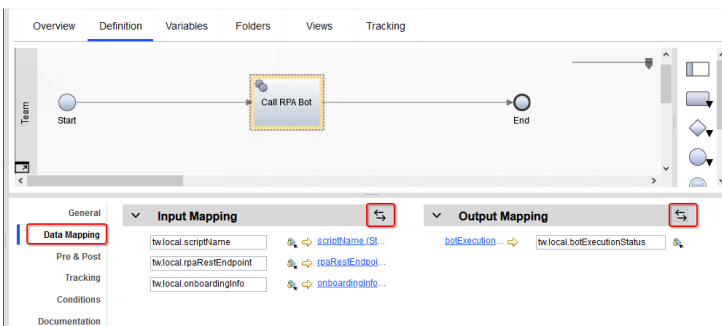 Overview Definition Variables Folders Views Tracking
Team
Start
Call RPA Bot
End
General
Data Mapping
Pre & Post
Tracking
Conditions
Documentation
Input Mapping
tw.local.scriptName scriptName (St...
tw.local.rpaRestEndpoint rpaRestEndpoi...
tw.local.onboardingInfo onboardingInfo...
Output Mapping
botExecution... tw.local.botExecutionStatus